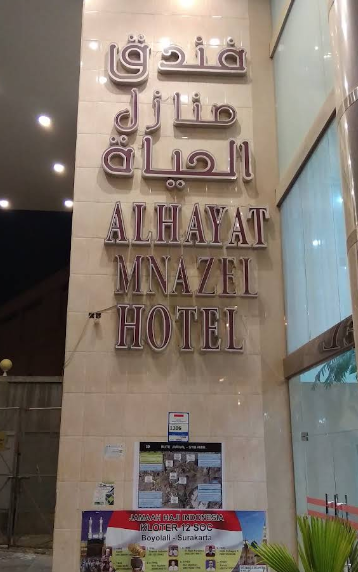 فندق
منازل
الحياة
ALHAYAT
MNAZEL
HOTEL
JAMAAH HAJI INDONESIA
KLOTER 12 SOC
Boyolali - Surakarta